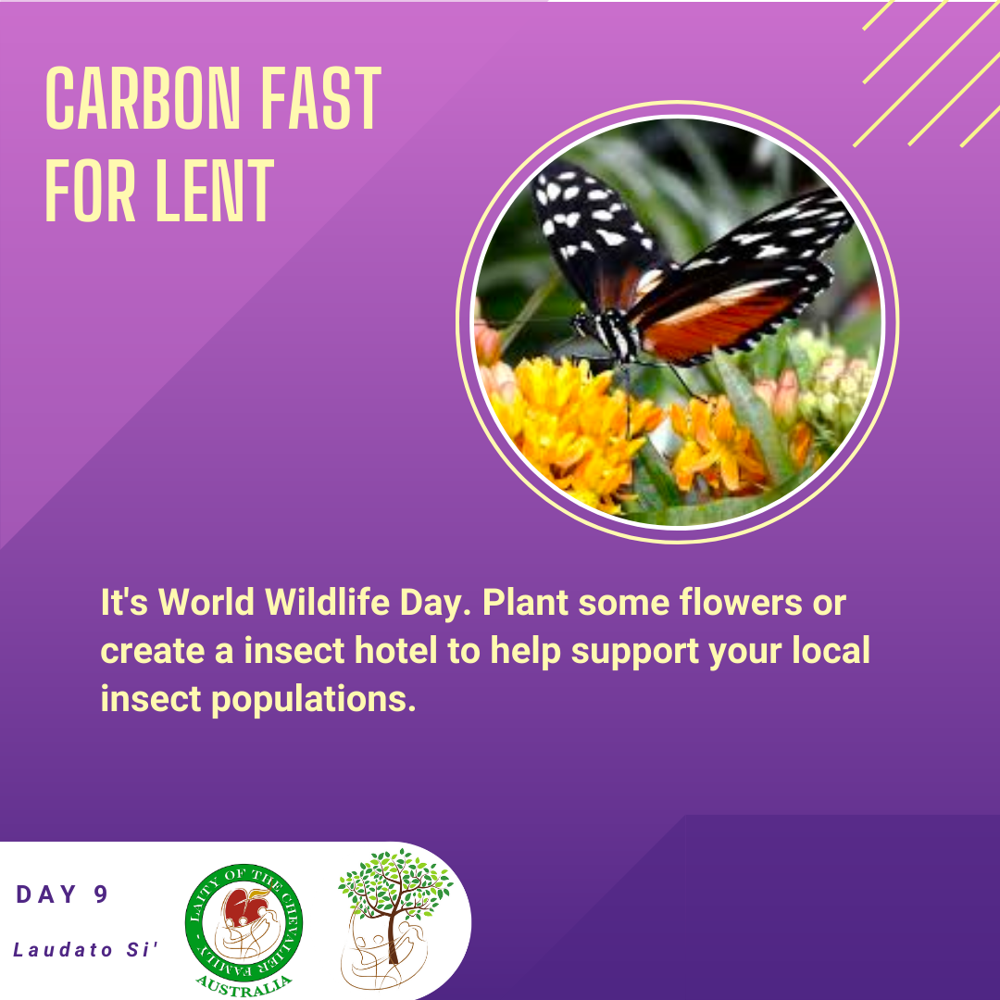 CARBON FAST
FOR LENT
It's World Wildlife Day. Plant some flowers or
create a insect hotel to help support your local
insect populations.
DAY 9
Laudato Si'
LAITY OF THE CHEVALIER FAMILY -
AUSTRALIA